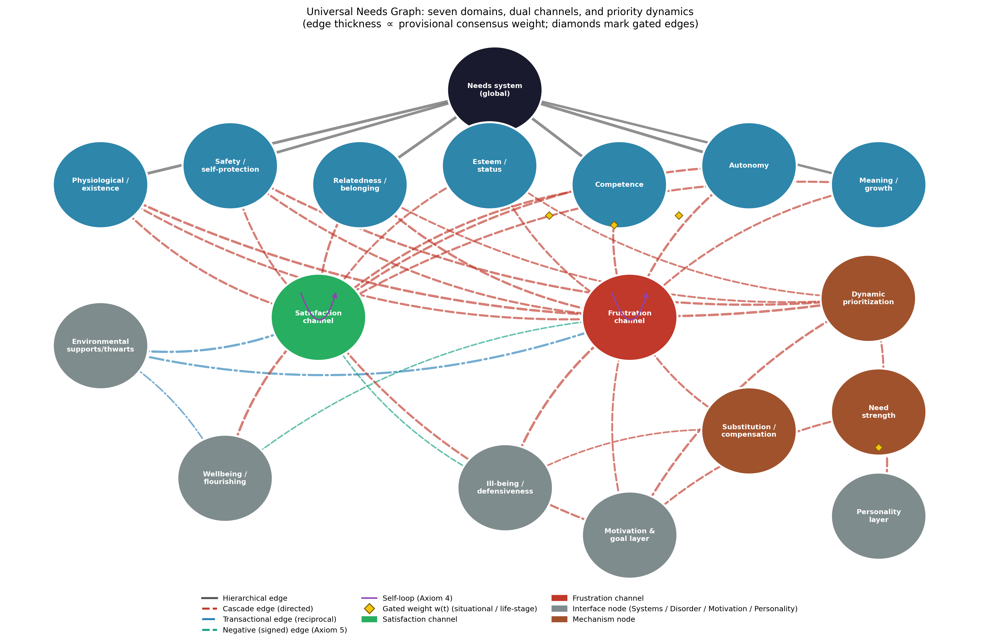 Universal Needs Graph: seven domains, dual channels, and priority dynamics
(edge thickness ∝ provisional consensus weight; diamonds mark gated edges)
Needs system
(global)
Physiological /
existence
Safety /
self-protection
Relatedness /
belonging
Esteem /
status
Competence
Autonomy
Meaning /
growth
Satisfaction
channel
Frustration
channel
Dynamic
prioritization
Environmental
supports/thwarts
Need
strength
Substitution /
compensation
Wellbeing /
flourishing
Ill-being /
defensiveness
Motivation &
goal layer
Personality
layer
Hierarchical edge
Cascade edge (directed)
Transactional edge (reciprocal)
Negative (signed) edge (Axiom 5)
Self-loop (Axiom 4)
Gated weight w(t) (situational / life-stage)
Satisfaction channel
Frustration channel
Interface node (Systems / Disorder / Motivation / Personality)
Mechanism node